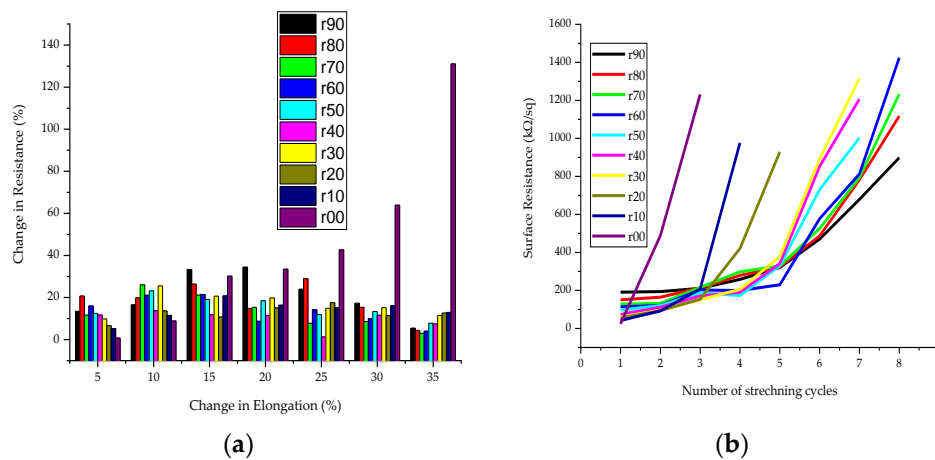 r90
r80
r70
r60
r50
r40
r30
r20
r10
r00
140
120
100
80
60
40
20
0
5 10 15 20 25 30 35
Change in Resistance (%)
Change in Elongation (%)
(a)
1600
1400
1200
1000
800
600
400
200
0
r90
r80
r70
r60
r50
r40
r30
r20
r10
r00
0 1 2 3 4 5 6 7 8
Surface Resistance (kΩ/sq)
Number of strechning cycles
(b)